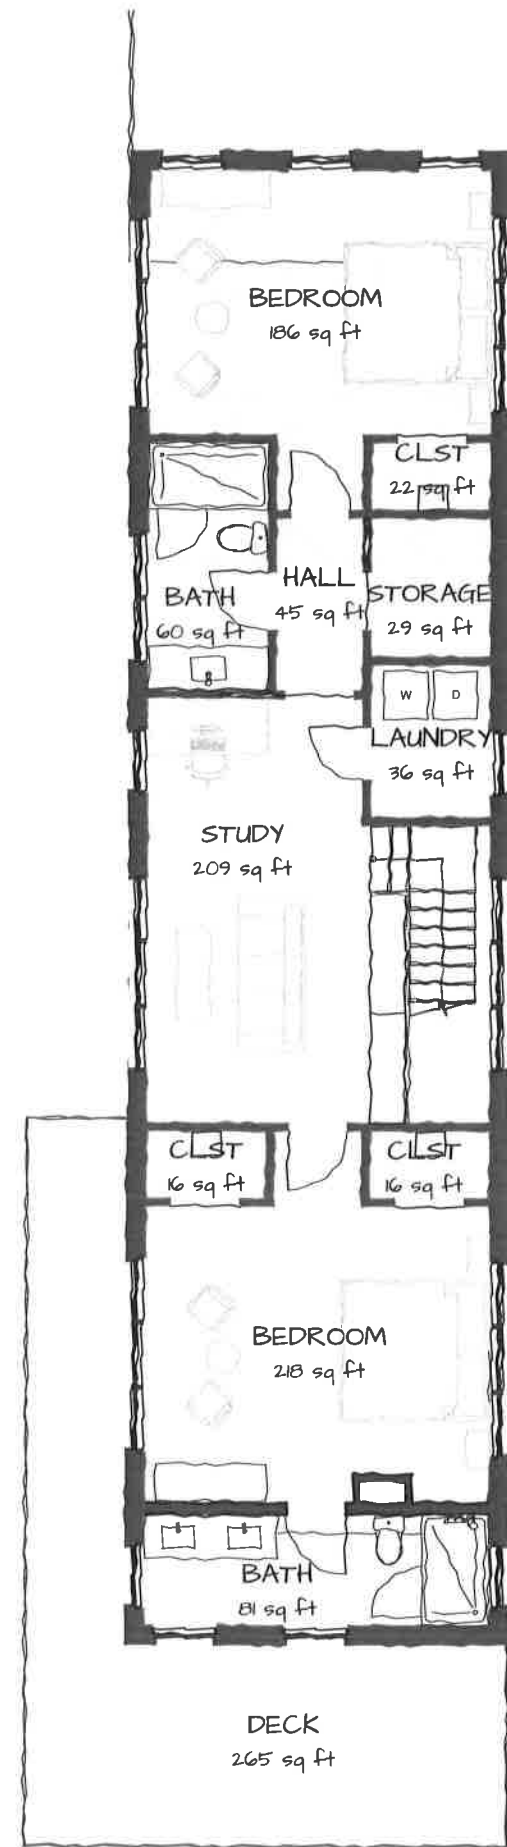 BEDROOM
186 sq ft
CLST
22 sq ft
HALL
45 sq ft
BATH
60 sq ft
STORAGE
29 sq ft
W D
LAUNDRY
36 sq ft
STUDY
209 sq ft
CLST
16 sq ft
CLST
16 sq ft
BEDROOM
218 sq ft
BATH
81 sq ft
DECK
265 sq ft